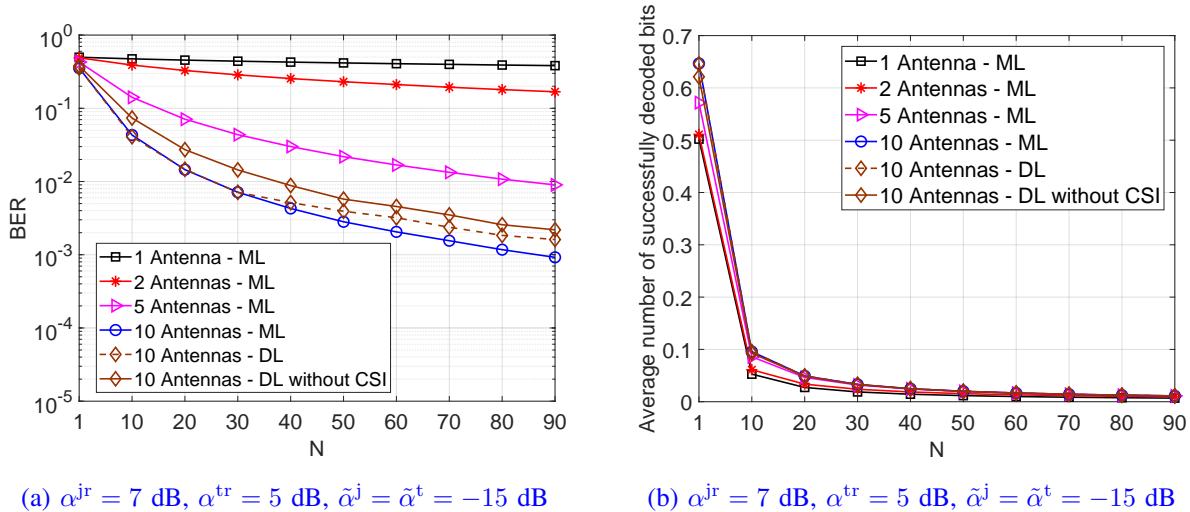 10^0
10^-1
10^-2
10^-3
10^-4
10^-5
BER
1 10 20 30 40 50 60 70 80 90
N
1 Antenna - ML
2 Antennas - ML
5 Antennas - ML
10 Antennas - ML
10 Antennas - DL
10 Antennas - DL without CSI
(a) α^jr = 7 dB, α^tr = 5 dB, α̃^j = α̃^t = −15 dB
Average number of successfully decoded bits
0.7
0.6
0.5
0.4
0.3
0.2
0.1
0
1 10 20 30 40 50 60 70 80 90
N
1 Antenna - ML
2 Antennas - ML
5 Antennas - ML
10 Antennas - ML
10 Antennas - DL
10 Antennas - DL without CSI
(b) α^jr = 7 dB, α^tr = 5 dB, α̃^j = α̃^t = −15 dB